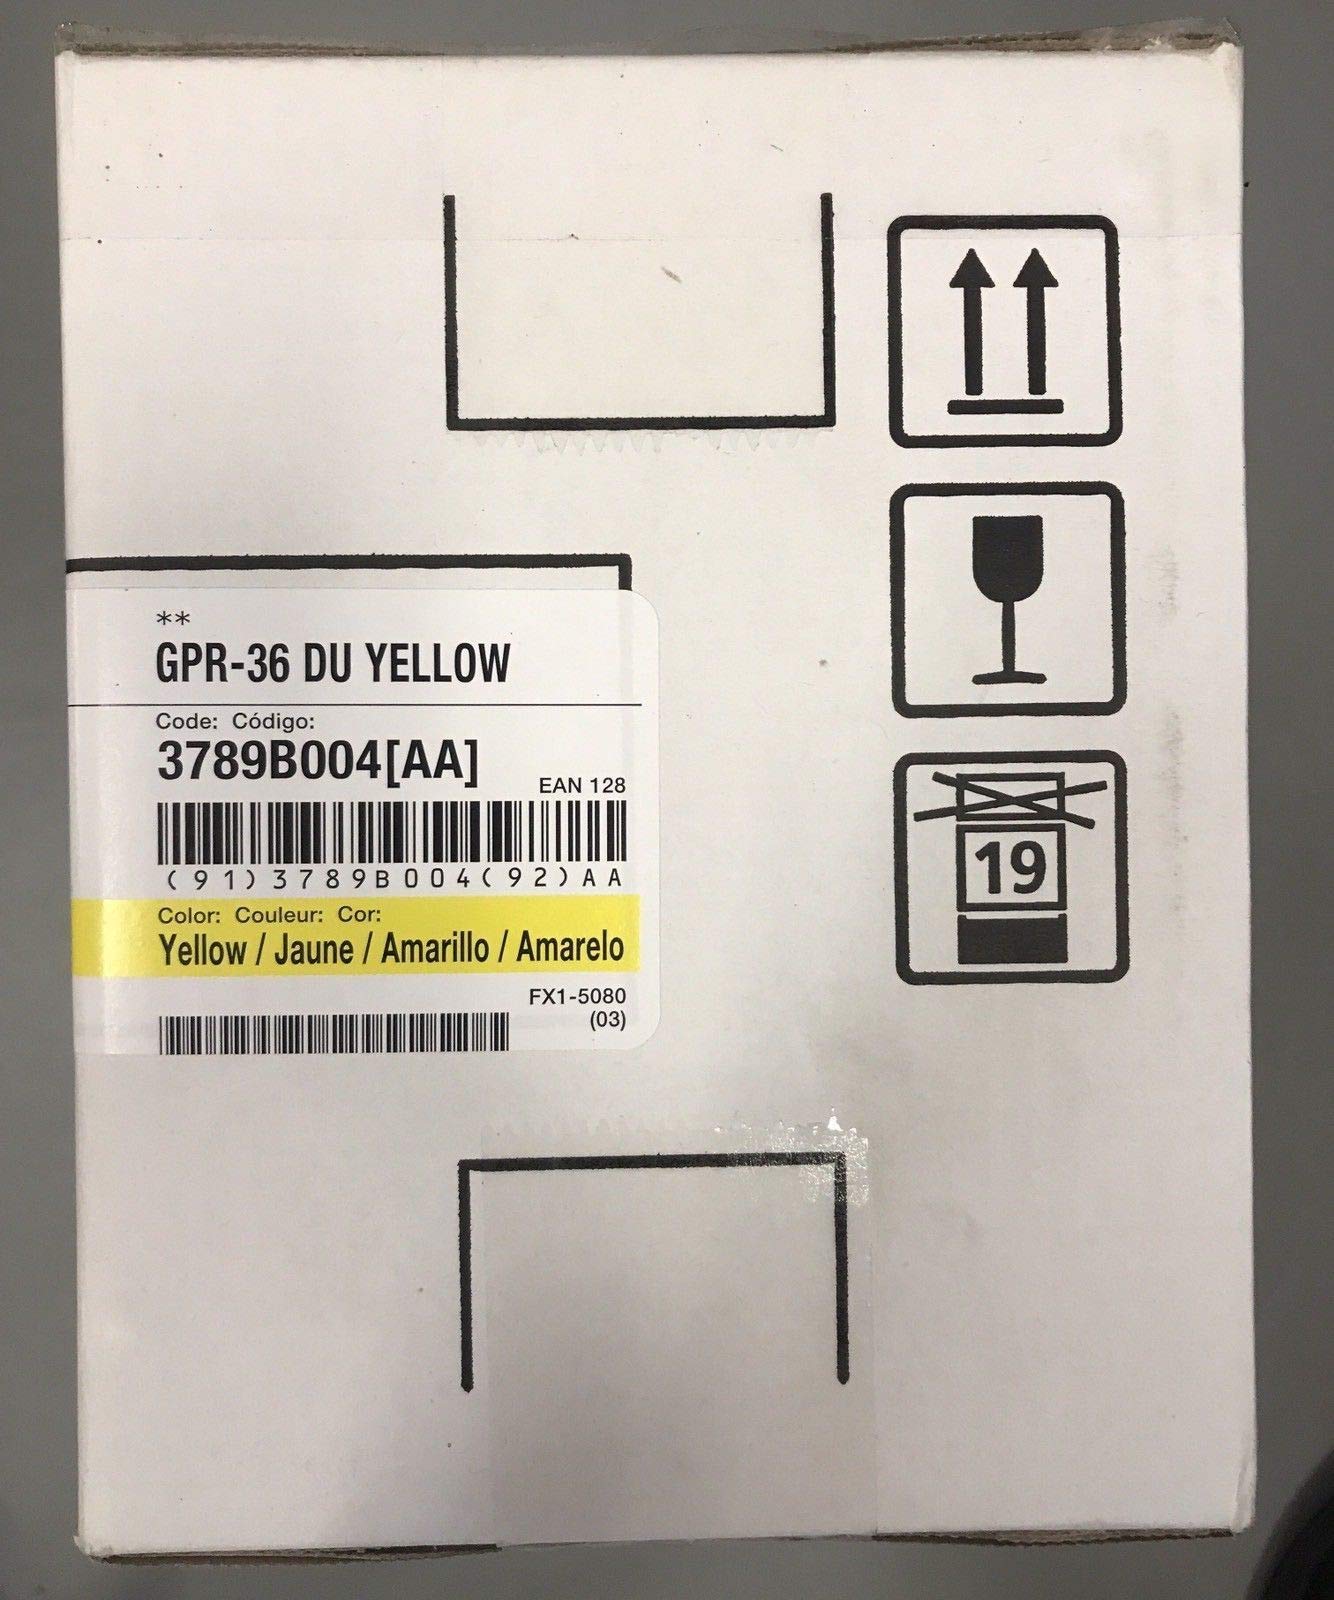 **
GPR-36 DU YELLOW
Code: Código:
3789B004[AA]
EAN 128
(91)3789B004(92)AA
Color: Couleur: Cor:
Yellow / Jaune / Amarillo / Amarelo
FX1-5080
(03)
19